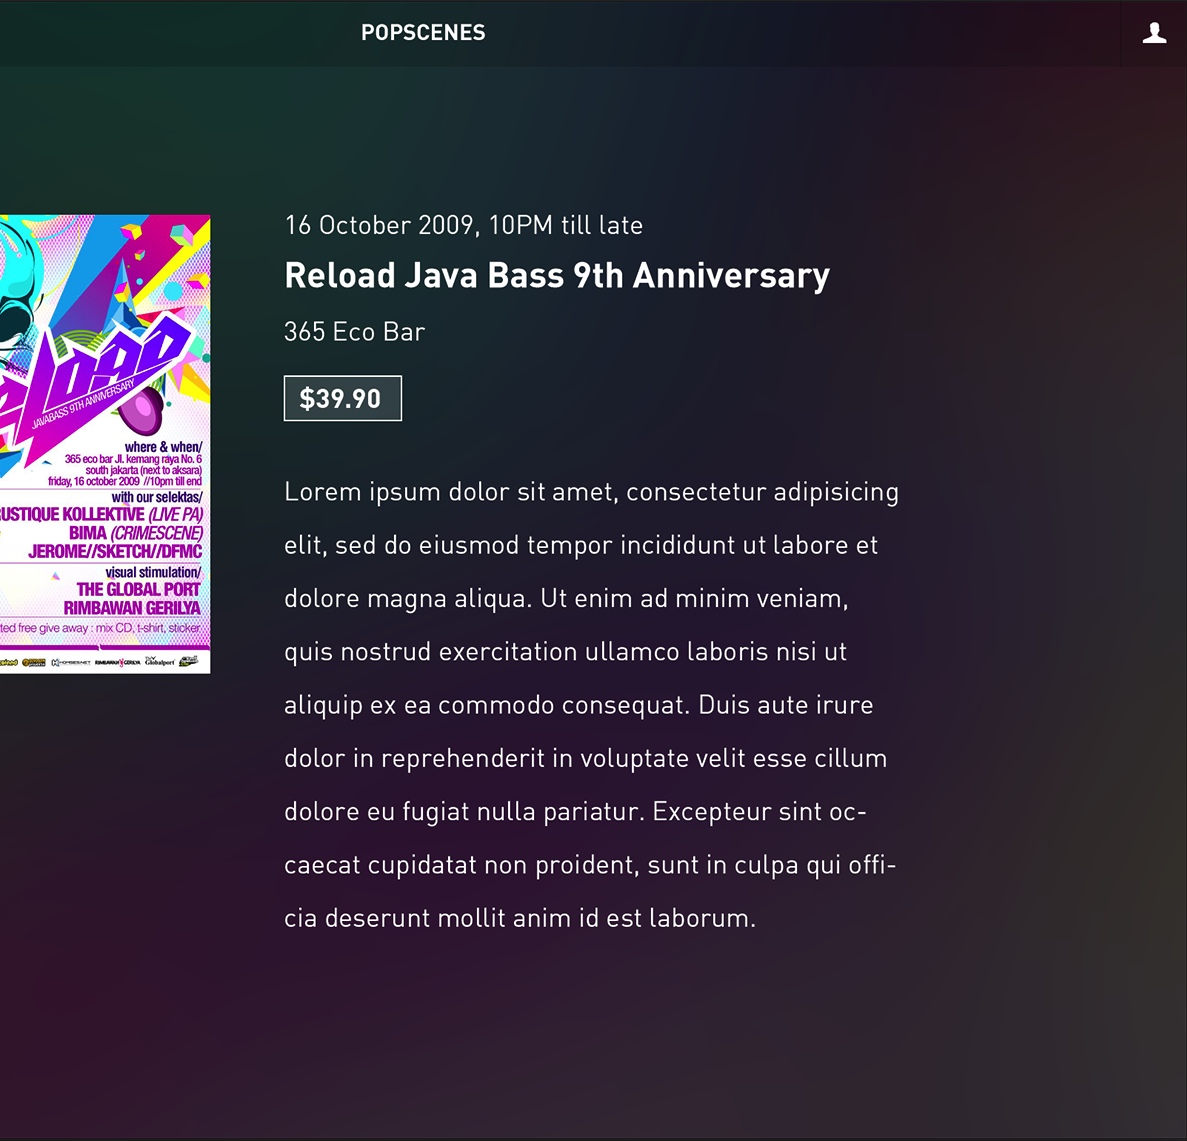 POPSCENES
16 October 2009, 10PM till late
Reload Java Bass 9th Anniversary
365 Eco Bar
$39.90
Lorem ipsum dolor sit amet, consectetur adipisicing
elit, sed do eiusmod tempor incididunt ut labore et
dolore magna aliqua. Ut enim ad minim veniam,
quis nostrud exercitation ullamco laboris nisi ut
aliquip ex ea commodo consequat. Duis aute irure
dolor in reprehenderit in voluptate velit esse cillum
dolore eu fugiat nulla pariatur. Excepteur sint oc-
caecat cupidatat non proident, sunt in culpa qui offi-
cia deserunt mollit anim id est laborum.
JAVABASS 9TH ANNIVERSARY
where & when/
365 eco bar Jl. kemang raya No. 6
south jakarta (next to aksara)
friday, 16 october 2009 //10pm till end
with our selektas/
USTIQUE KOLLEKTIVE (LIVE PA)
BIMA (CRIMESCENE)
JEROME//SKETCH//DFMC
visual stimulation/
THE GLOBAL PORT
RIMBAWAN GERILYA
ted free give away : mix CD, t-shirt, sticker
RIMBAWAN GERILYA
Globalport